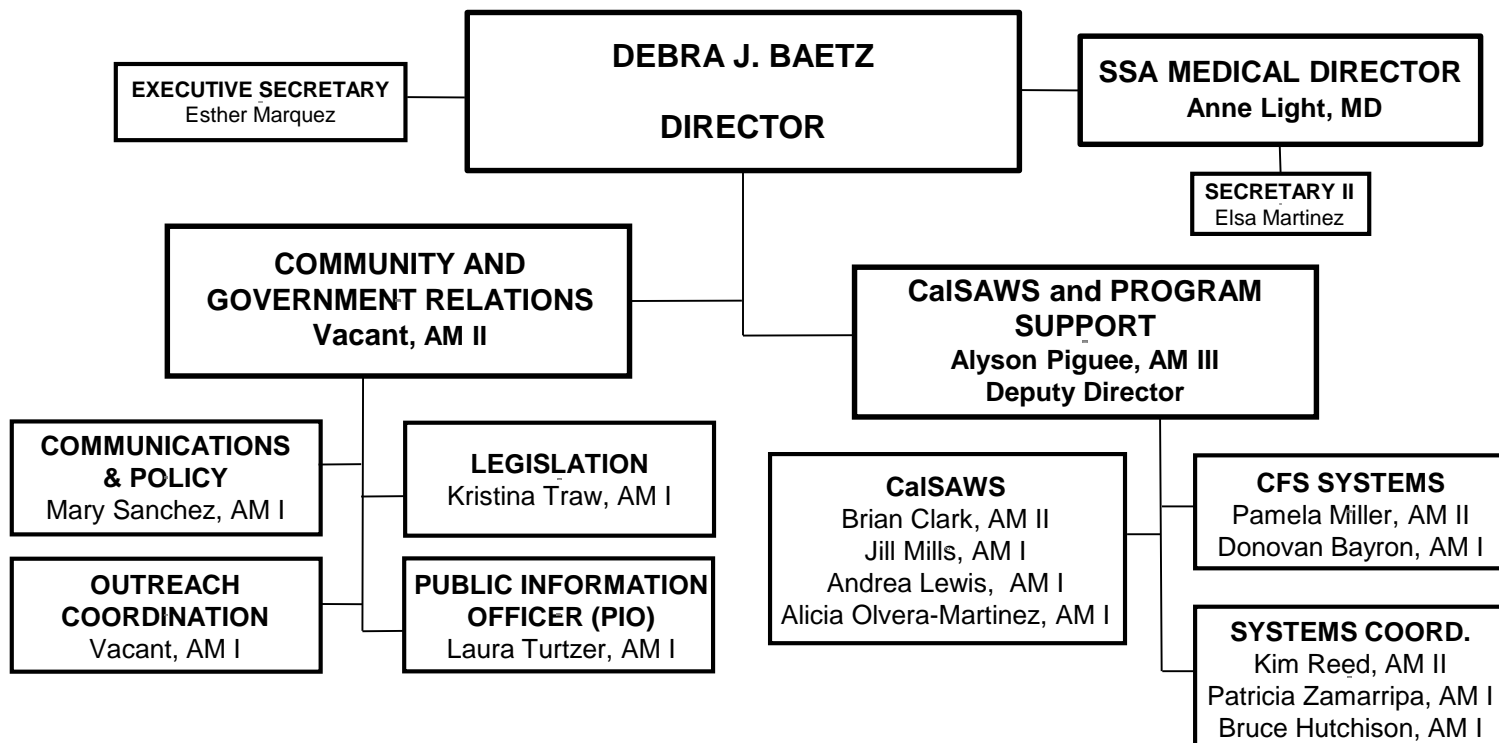 DEBRA J. BAETZ
DIRECTOR
EXECUTIVE SECRETARY
Esther Marquez
SSA MEDICAL DIRECTOR
Anne Light, MD
SECRETARY II
Elsa Martinez
COMMUNITY AND
GOVERNMENT RELATIONS
Vacant, AM II
CalSAWS and PROGRAM
SUPPORT
Alyson Piguee, AM III
Deputy Director
COMMUNICATIONS
& POLICY
Mary Sanchez, AM I
LEGISLATION
Kristina Traw, AM I
OUTREACH
COORDINATION
Vacant, AM I
PUBLIC INFORMATION
OFFICER (PIO)
Laura Turtzer, AM I
CalSAWS
Brian Clark, AM II
Jill Mills, AM I
Andrea Lewis, AM I
Alicia Olvera-Martinez, AM I
CFS SYSTEMS
Pamela Miller, AM II
Donovan Bayron, AM I
SYSTEMS COORD.
Kim Reed, AM II
Patricia Zamarripa, AM I
Bruce Hutchison, AM I